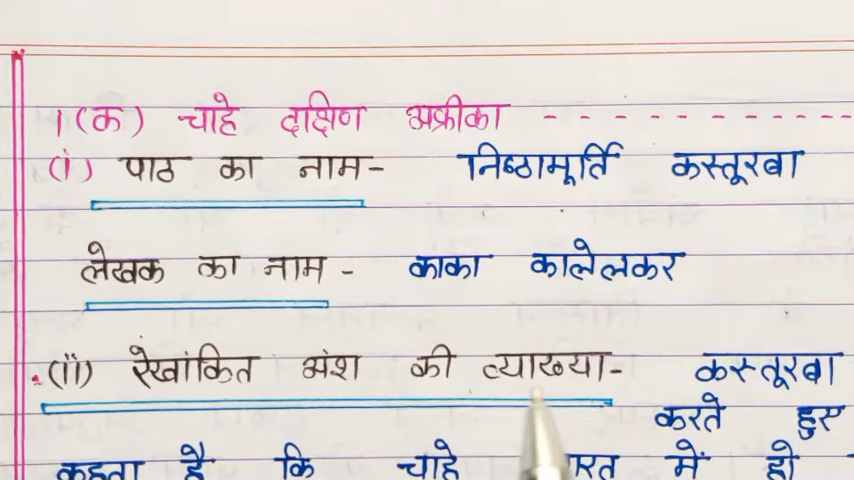 1(क) चाहे दक्षिण अफ्रीका - - - - - - - - - - - -
(i) पाठ का नाम- निष्ठामूर्ति कस्तूरबा
लेखक का नाम - काका कालेलकर
(ii) रेखांकित अंश की व्याख्या- कस्तूरबा
करते हुए
कहता है कि चाहे में हो